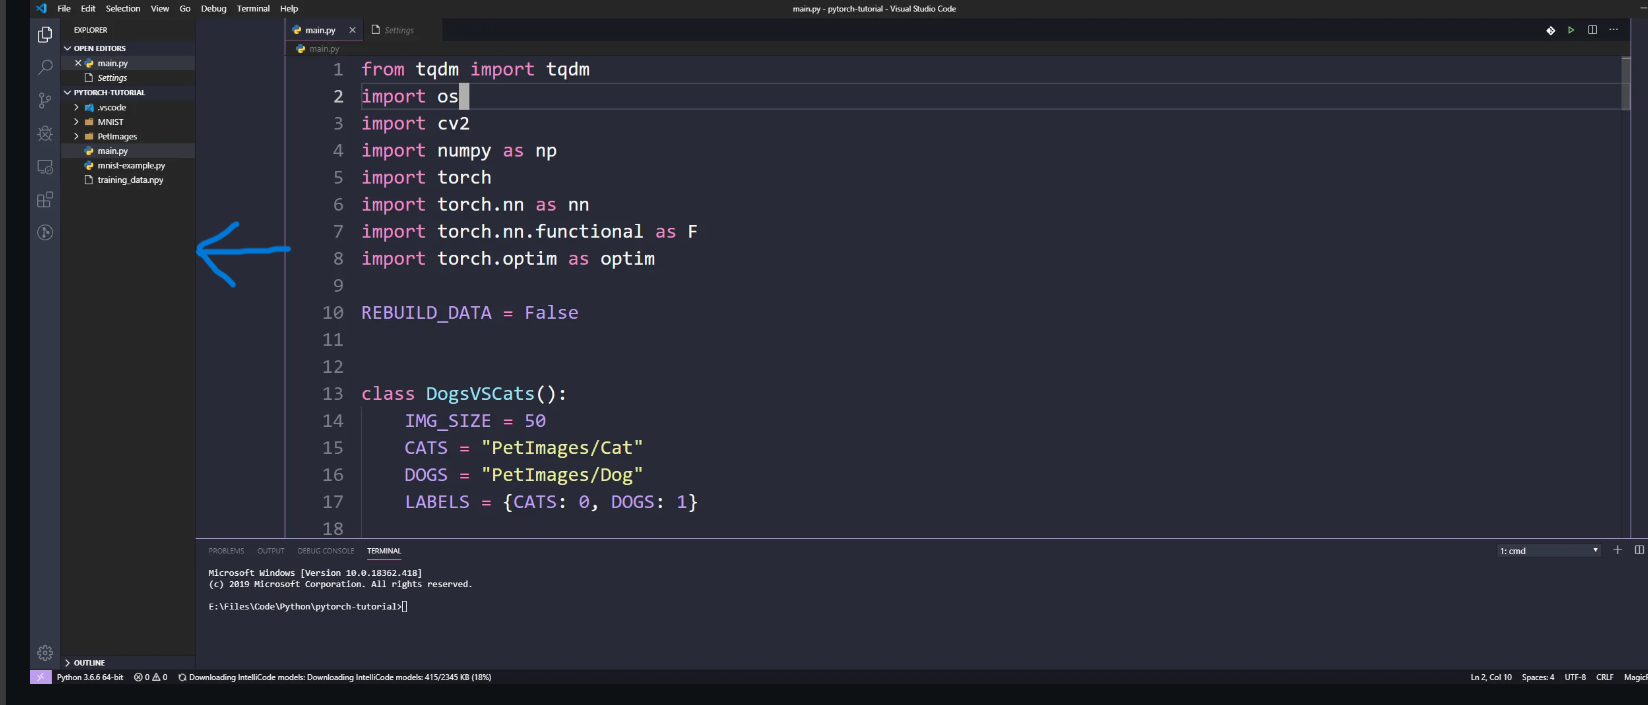 File Edit Selection View Go Debug Terminal Help
main.py - pytorch-tutorial - Visual Studio Code
EXPLORER
OPEN EDITORS
main.py
Settings
PYTORCH-TUTORIAL
.vscode
MNIST
PetImages
main.py
mnist-example.py
training_data.npy
OUTLINE
main.py Settings
main.py
1 from tqdm import tqdm
2 import os
3 import cv2
4 import numpy as np
5 import torch
6 import torch.nn as nn
7 import torch.nn.functional as F
8 import torch.optim as optim
9
10 REBUILD_DATA = False
11
12
13 class DogsVSCats():
14 IMG_SIZE = 50
15 CATS = "PetImages/Cat"
16 DOGS = "PetImages/Dog"
17 LABELS = {CATS: 0, DOGS: 1}
18
PROBLEMS OUTPUT DEBUG CONSOLE TERMINAL 1: cmd
Microsoft Windows [Version 10.0.18362.418]
(c) 2019 Microsoft Corporation. All rights reserved.
E:\Files\Code\Python\pytorch-tutorial>
Python 3.6.6 64-bit 0 0 Downloading IntelliCode models: Downloading IntelliCode models: 415/2345 KB (18%) Ln 2, Col 10 Spaces: 4 UTF-8 CRLF